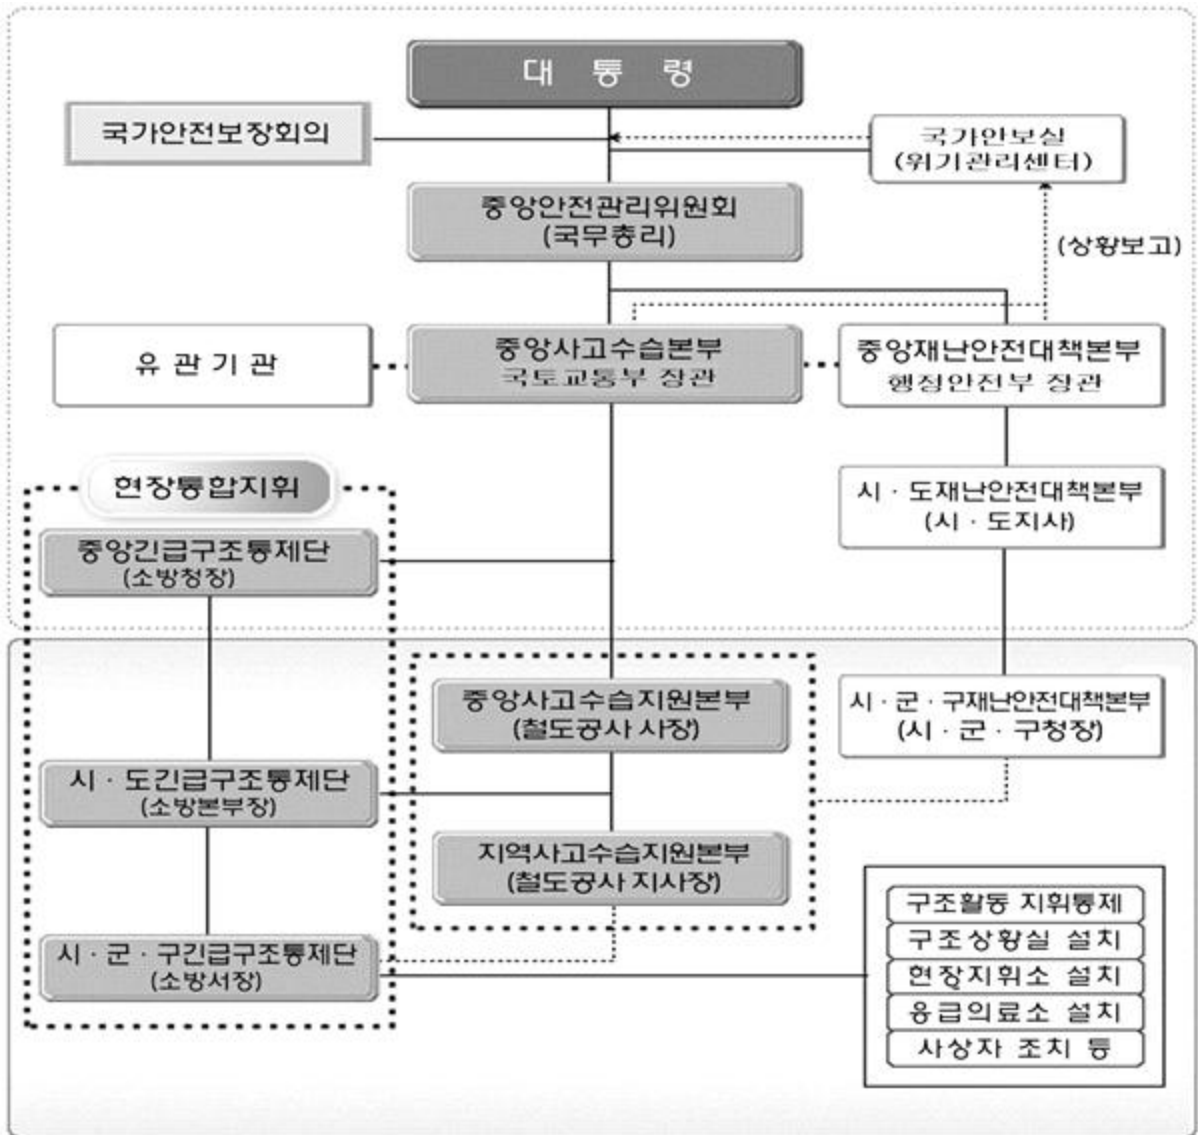 대 통 령
국가안전보장회의
국가안보실
(위기관리센터)
중앙안전관리위원회
(국무총리)
(상황보고)
유 관 기 관
중앙사고수습본부
국토교통부 장관
중앙재난안전대책본부
행정안전부 장관
현장통합지휘
시·도재난안전대책본부
(시·도지사)
중앙긴급구조통제단
(소방청장)
중앙사고수습지원본부
(철도공사 사장)
시·군·구재난안전대책본부
(시·군·구청장)
시·도긴급구조통제단
(소방본부장)
지역사고수습지원본부
(철도공사 지사장)
시·군·구긴급구조통제단
(소방서장)
구조활동 지휘통제
구조상황실 설치
현장지휘소 설치
응급의료소 설치
사상자 조치 등